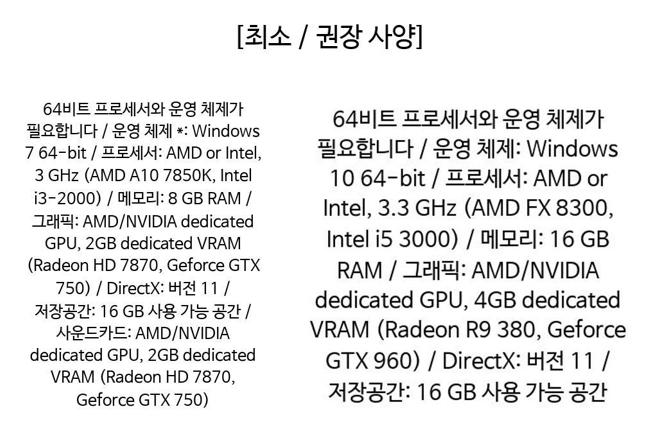 [최소 / 권장 사양]
64비트 프로세서와 운영 체제가
필요합니다 / 운영 체제 *: Windows
7 64-bit / 프로세서: AMD or Intel,
3 GHz (AMD A10 7850K, Intel
i3-2000) / 메모리: 8 GB RAM /
그래픽: AMD/NVIDIA dedicated
GPU, 2GB dedicated VRAM
(Radeon HD 7870, Geforce GTX
750) / DirectX: 버전 11 /
저장공간: 16 GB 사용 가능 공간 /
사운드카드: AMD/NVIDIA
dedicated GPU, 2GB dedicated
VRAM (Radeon HD 7870,
Geforce GTX 750)
64비트 프로세서와 운영 체제가
필요합니다 / 운영 체제: Windows
10 64-bit / 프로세서: AMD or
Intel, 3.3 GHz (AMD FX 8300,
Intel i5 3000) / 메모리: 16 GB
RAM / 그래픽: AMD/NVIDIA
dedicated GPU, 4GB dedicated
VRAM (Radeon R9 380, Geforce
GTX 960) / DirectX: 버전 11 /
저장공간: 16 GB 사용 가능 공간